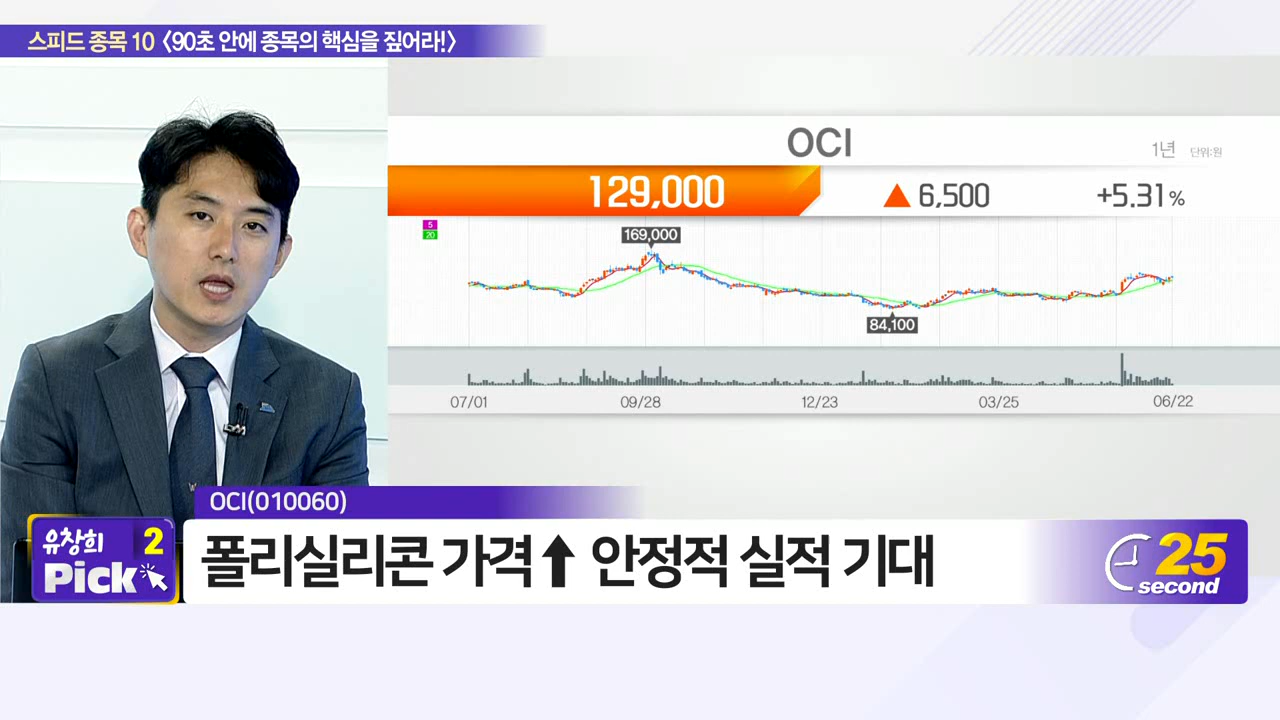 스피드 종목 10 <90초 안에 종목의 핵심을 짚어라!>
OCI
1년 단위:원
129,000 ▲ 6,500 +5.31%
5
20
169,000
84,100
07/01 09/28 12/23 03/25 06/22
OCI(010060)
유창희 2
Pick
폴리실리콘 가격⬆ 안정적 실적 기대
25
second